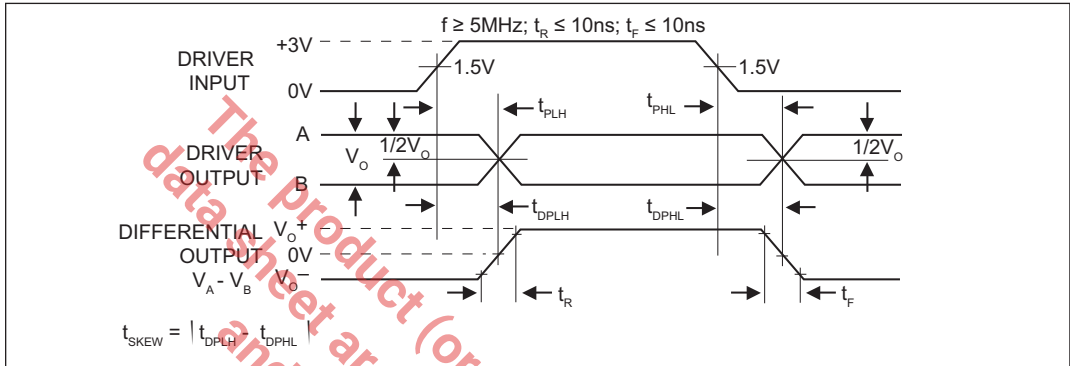 f ≥ 5MHz; tR ≤ 10ns; tF ≤ 10ns
+3V
DRIVER
INPUT
1.5V
1.5V
0V
tPLH
tPHL
A
DRIVER
OUTPUT
VO
1/2VO
1/2VO
B
tDPLH
tDPHL
DIFFERENTIAL
OUTPUT
VA - VB
VO+
0V
VO−
tR
tF
tSKEW = | tDPLH - tDPHL |
The product (or
data sheet ar
and